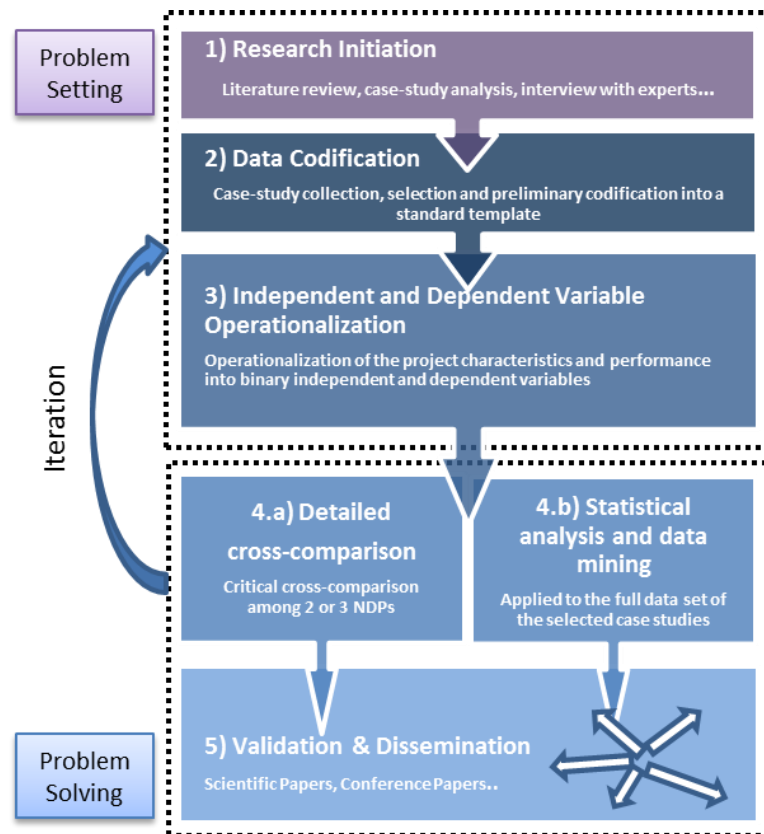 Problem
Setting
1) Research Initiation
Literature review, case-study analysis, interview with experts...
2) Data Codification
Case-study collection, selection and preliminary codification into a
standard template
3) Independent and Dependent Variable
Operationalization
Operationalization of the project characteristics and performance
into binary independent and dependent variables
Iteration
4.a) Detailed
cross-comparison
Critical cross-comparison
among 2 or 3 NDPs
4.b) Statistical
analysis and data
mining
Applied to the full data set of
the selected case studies
5) Validation & Dissemination
Scientific Papers, Conference Papers..
Problem
Solving